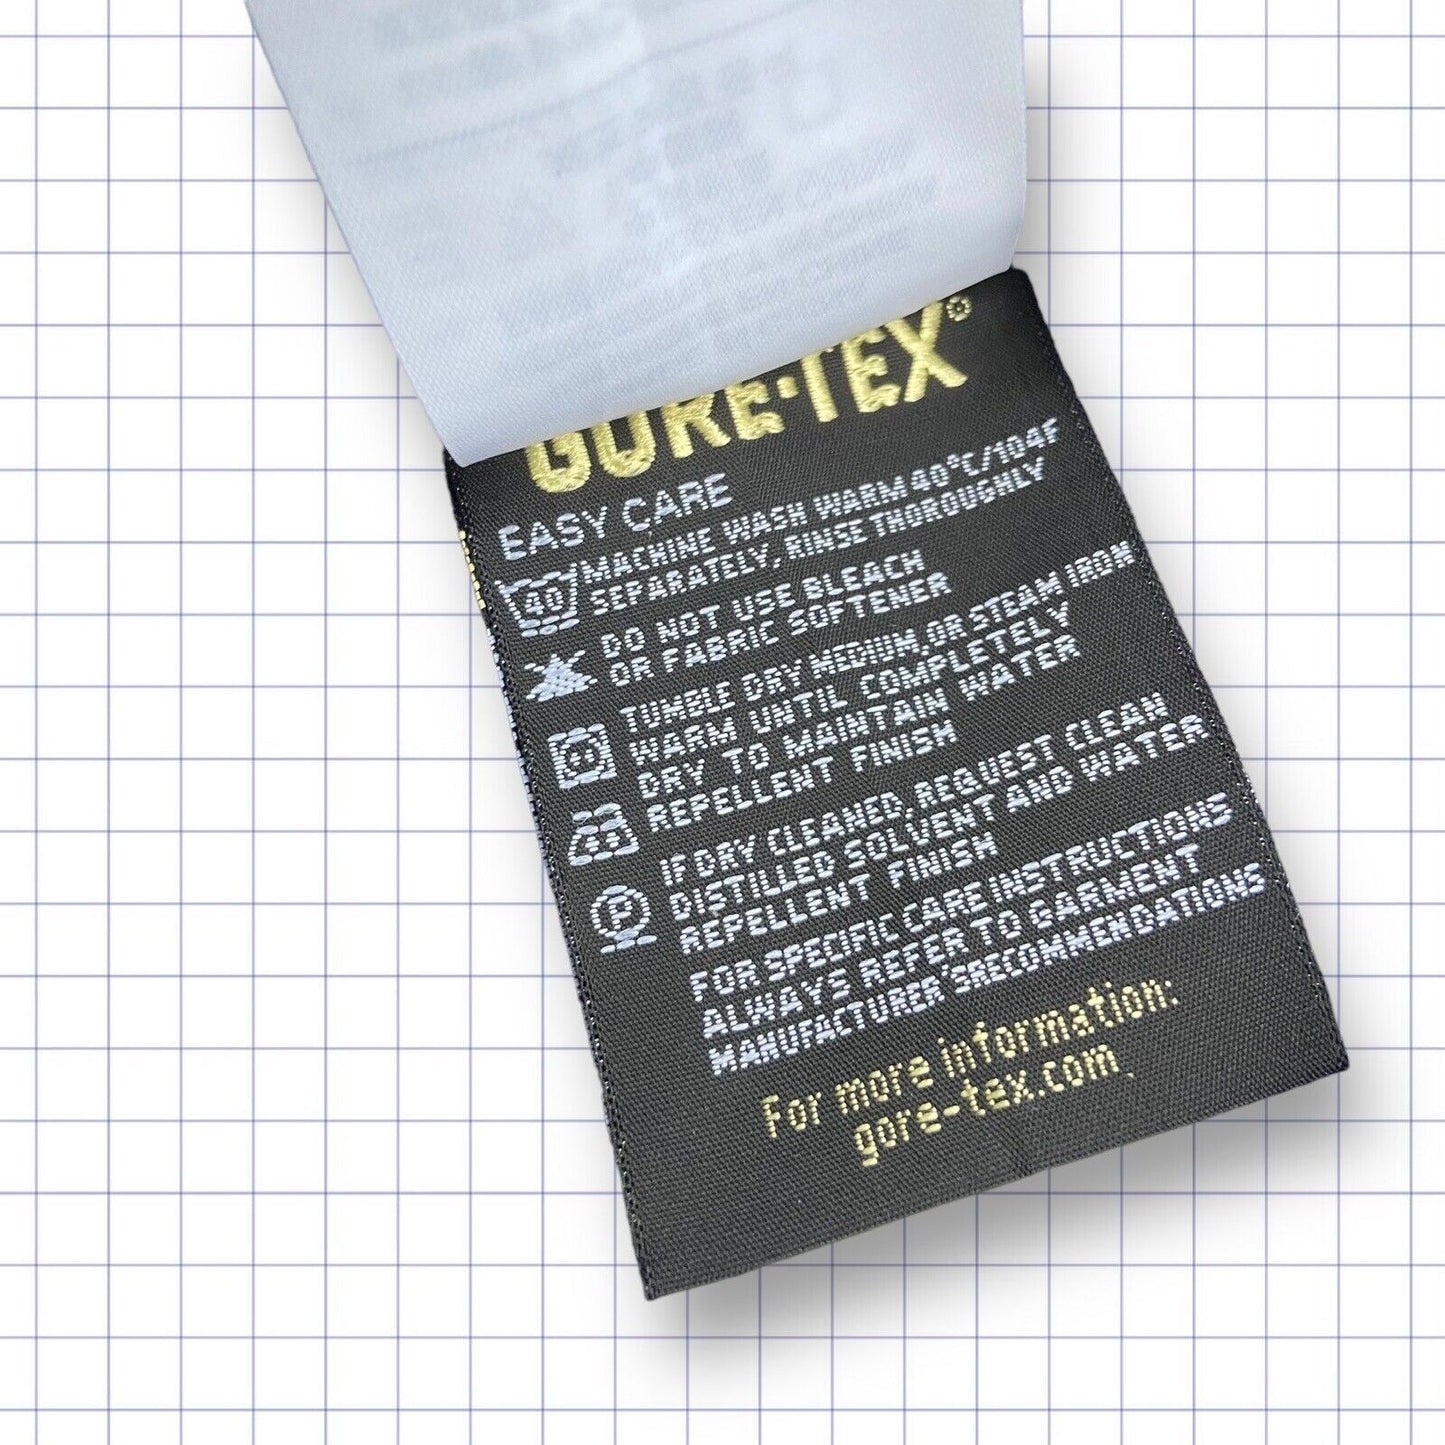 GORE-TEX®
EASY CARE
40
MACHINE WASH WARM 40°C/104F
SEPARATELY, RINSE THOROUGHLY
DO NOT USE BLEACH
OR FABRIC SOFTENER
TUMBLE DRY MEDIUM, OR STEAM IRON
WARM UNTIL COMPLETELY
DRY TO MAINTAIN WATER
REPELLENT FINISH
P
IF DRY CLEANED, REQUEST CLEAN
DISTILLED SOLVENT AND WATER
REPELLENT FINISH
FOR SPECIFIC CARE INSTRUCTIONS
ALWAYS REFER TO GARMENT
MANUFACTURER'S RECOMMENDATIONS
For more information:
gore-tex.com